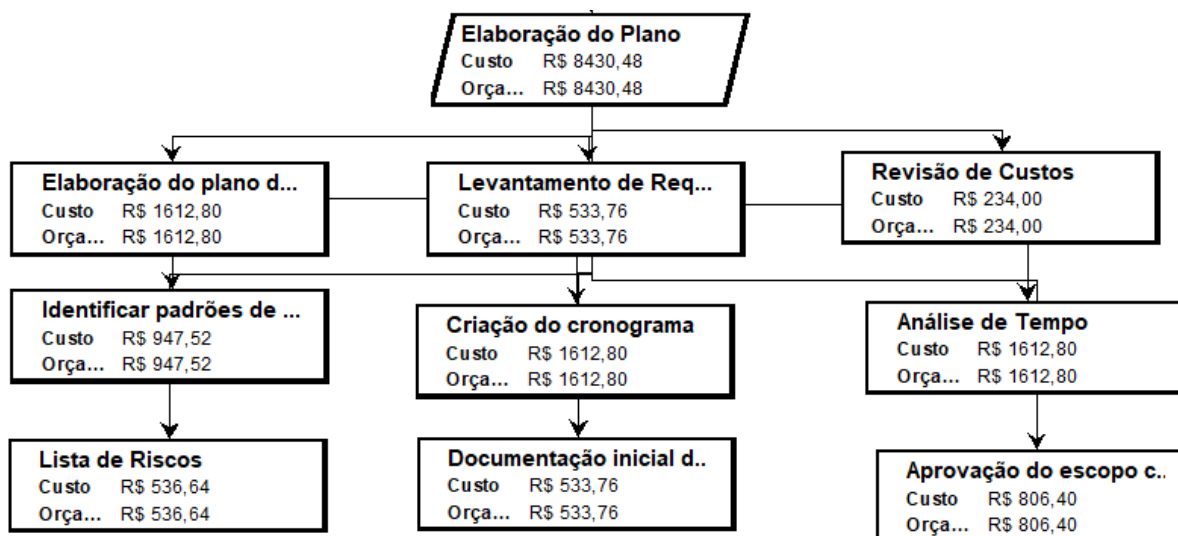 Elaboração do Plano
Custo R$ 8430,48
Orça... R$ 8430,48
Elaboração do plano d...
Custo R$ 1612,80
Orça... R$ 1612,80
Levantamento de Req...
Custo R$ 533,76
Orça... R$ 533,76
Revisão de Custos
Custo R$ 234,00
Orça... R$ 234,00
Identificar padrões de ...
Custo R$ 947,52
Orça... R$ 947,52
Criação do cronograma
Custo R$ 1612,80
Orça... R$ 1612,80
Análise de Tempo
Custo R$ 1612,80
Orça... R$ 1612,80
Lista de Riscos
Custo R$ 536,64
Orça... R$ 536,64
Documentação inicial d..
Custo R$ 533,76
Orça... R$ 533,76
Aprovação do escopo c..
Custo R$ 806,40
Orça... R$ 806,40